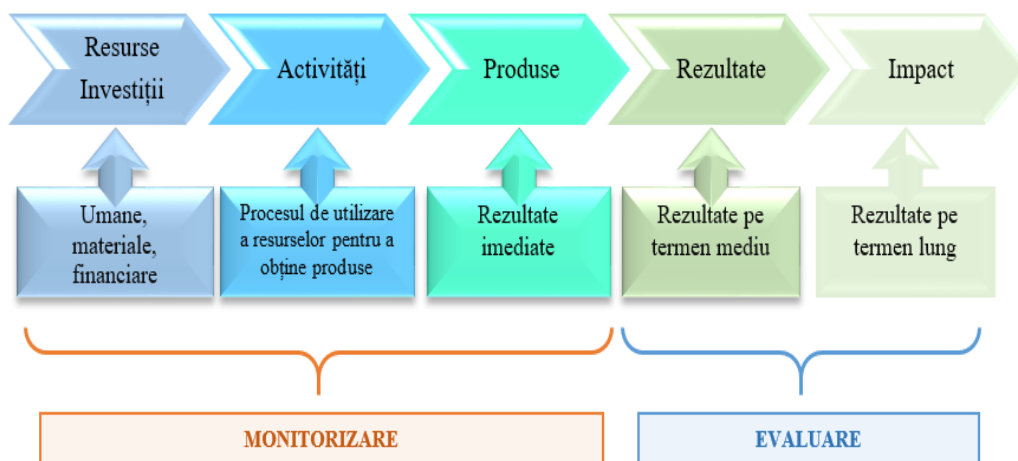 Resurse
Investiții
Activități
Produse
Rezultate
Impact
Umane,
materiale,
financiare
Procesul de utilizare
a resurselor pentru a
obține produse
Rezultate
imediate
Rezultate pe
termen mediu
Rezultate pe
termen lung
MONITORIZARE
EVALUARE